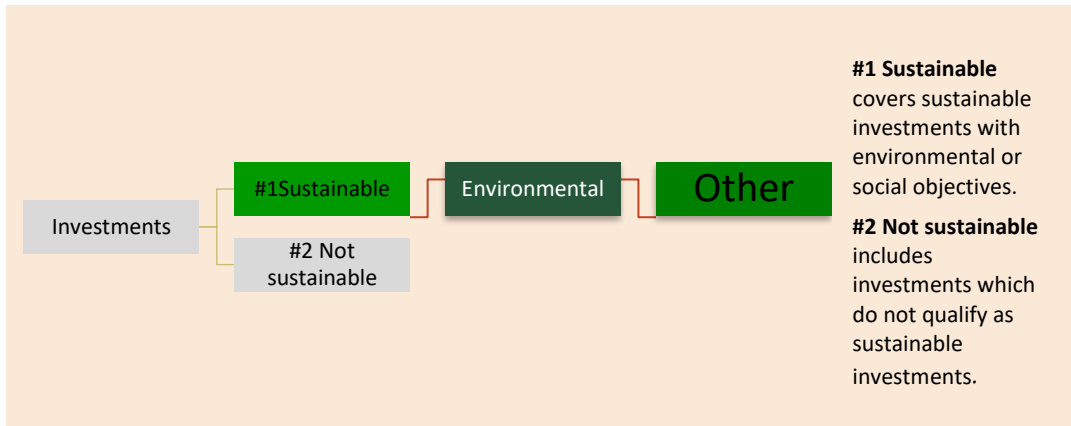 Investments
#1Sustainable
#2 Not
sustainable
Environmental
Other
#1 Sustainable
covers sustainable
investments with
environmental or
social objectives.
#2 Not sustainable
includes
investments which
do not qualify as
sustainable
investments.